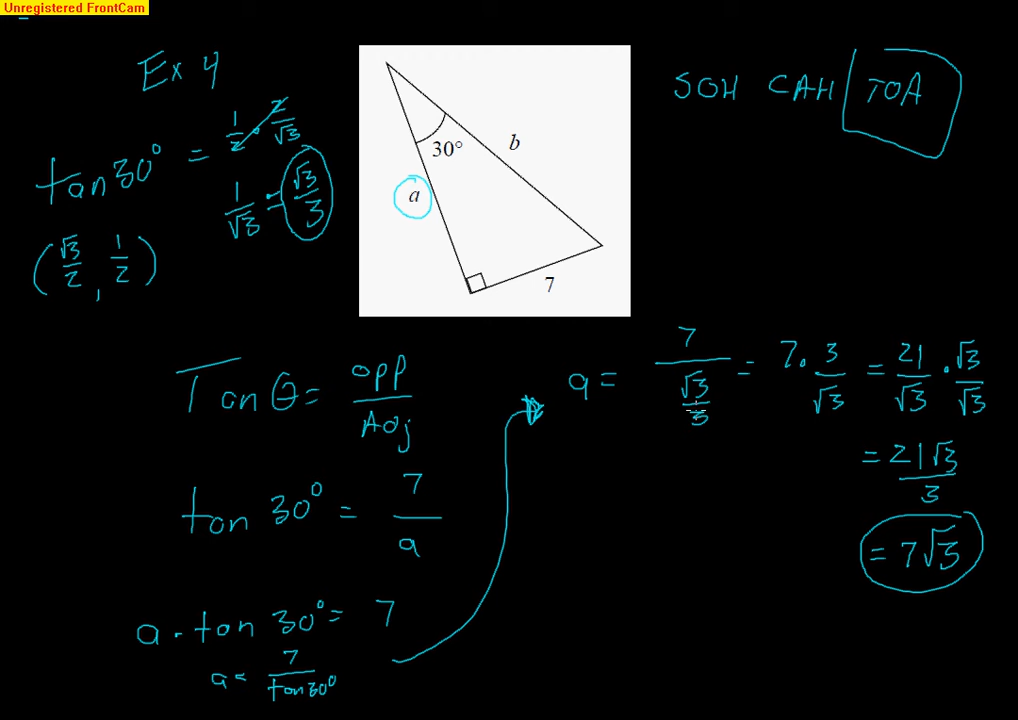 Unregistered FrontCam
Ex 4
SOH CAH TOA
tan 30° = 1/2 · 2/√3
1/√3 = √3/3
(√3/2, 1/2)
30°
b
a
7
Tan θ = opp/Adj
tan 30° = 7/a
a · tan 30° = 7
a = 7/tan 30°
a = 7/(√3/3) = 7 · 3/√3 = 21/√3 · √3/√3
= 21√3/3
= 7√3